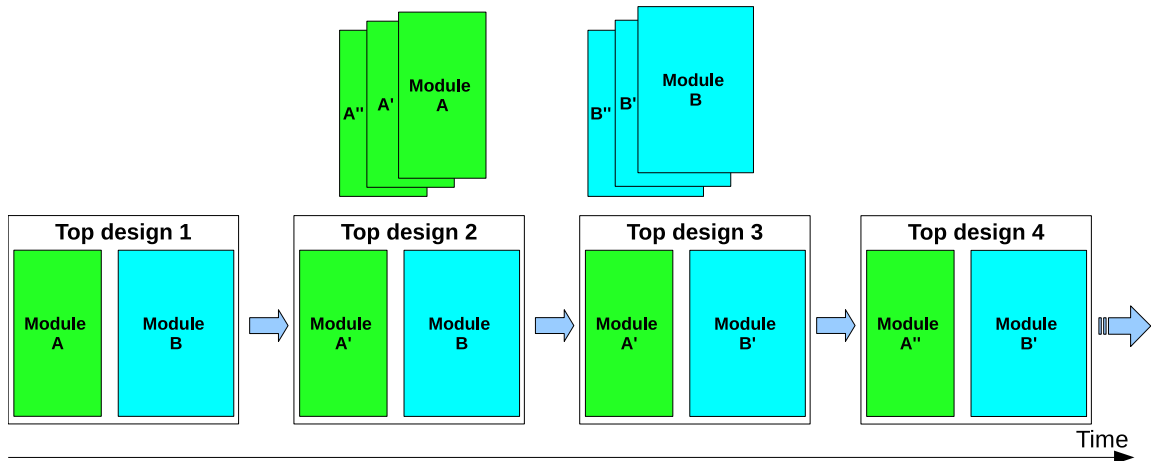 A''
A'
Module
A
B''
B'
Module
B
Top design 1
Module
A
Module
B
Top design 2
Module
A'
Module
B
Top design 3
Module
A'
Module
B'
Top design 4
Module
A''
Module
B'
Time